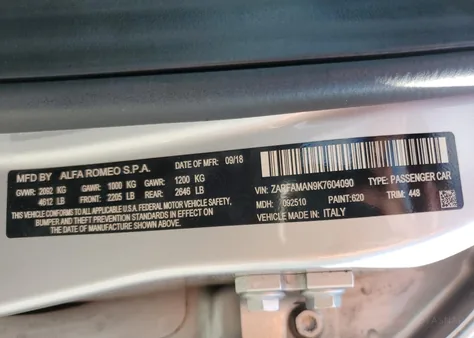 MFD BY ALFA ROMEO S.P.A. DATE OF MFR: 09/18
GVWR: 2092 KG GAWR: 1000 KG GAWR: 1200 KG
4612 LB FRONT: 2205 LB REAR: 2646 LB
THIS VEHICLE CONFORMS TO ALL APPLICABLE U.S.A. FEDERAL MOTOR VEHICLE SAFETY,
BUMPER AND THEFT PREVENTION STANDARDS IN EFFECT ON
THE DATE OF MANUFACTURE SHOWN ABOVE
VIN: ZARFAMAN9K7604090 TYPE: PASSENGER CAR
MDH: 092510 PAINT: 620 TRIM: 448
VEHICLE MADE IN: ITALY